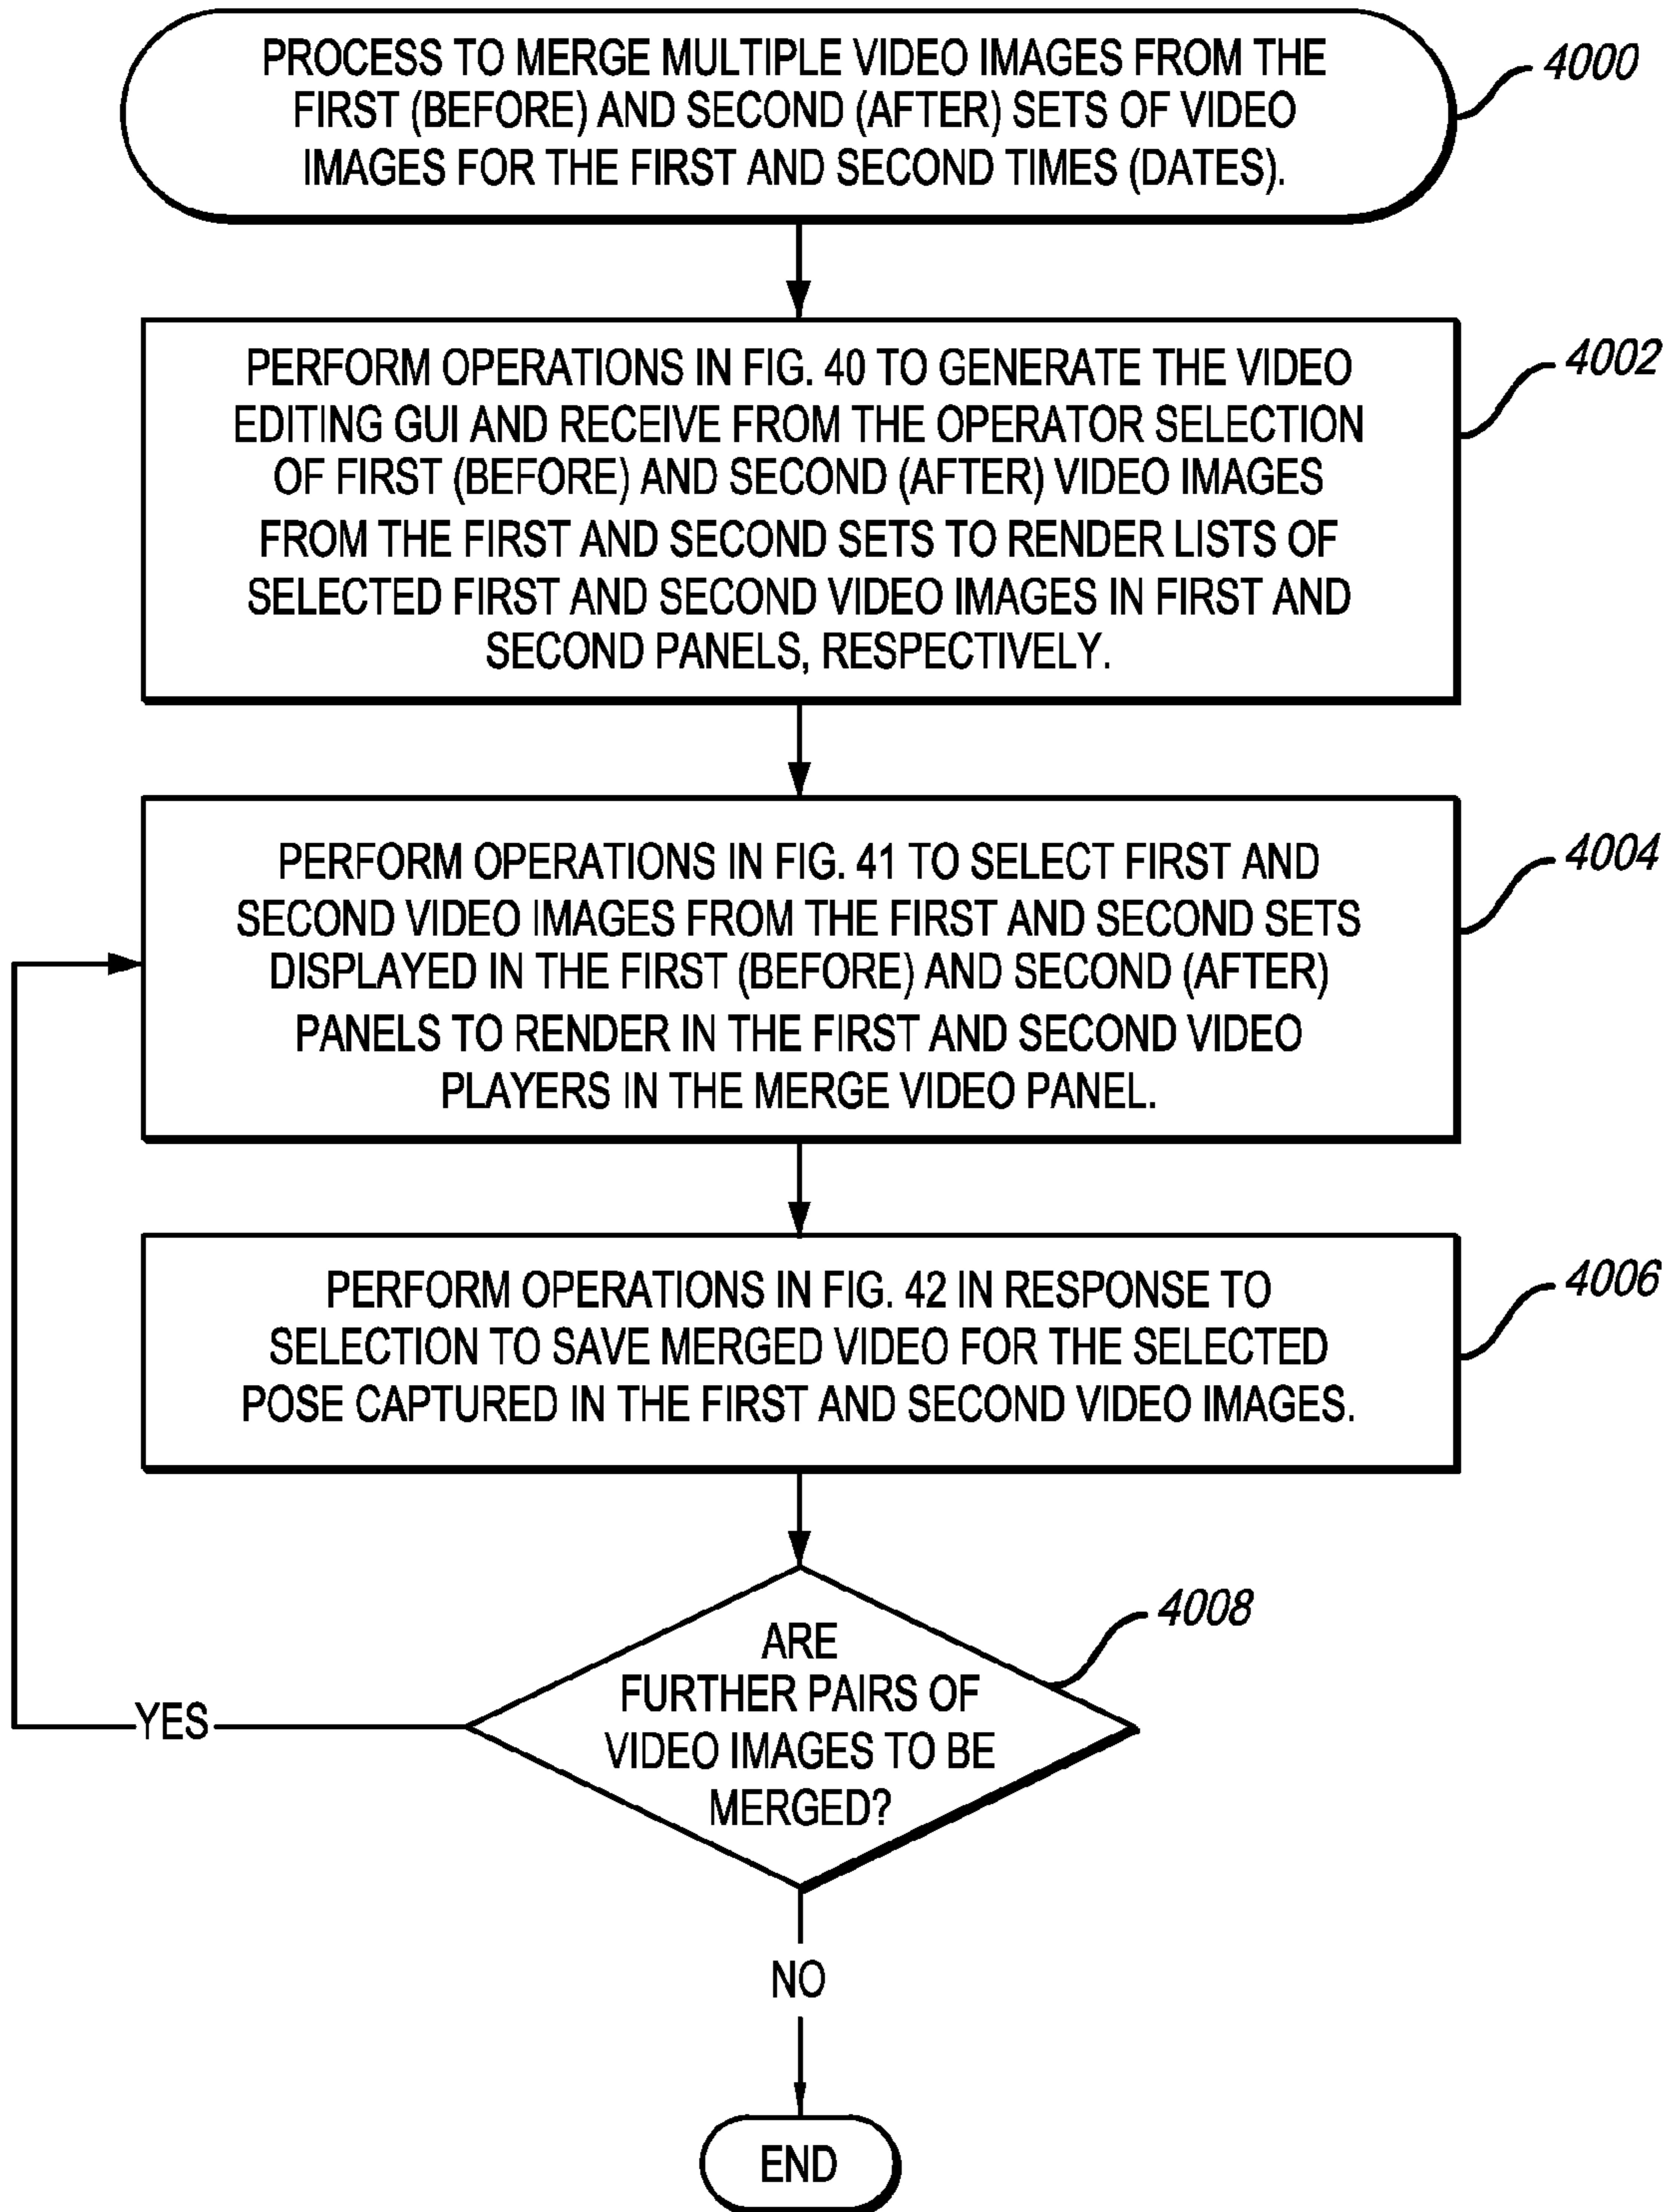 PROCESS TO MERGE MULTIPLE VIDEO IMAGES FROM THE
FIRST (BEFORE) AND SECOND (AFTER) SETS OF VIDEO
IMAGES FOR THE FIRST AND SECOND TIMES (DATES).
4000
PERFORM OPERATIONS IN FIG. 40 TO GENERATE THE VIDEO
EDITING GUI AND RECEIVE FROM THE OPERATOR SELECTION
OF FIRST (BEFORE) AND SECOND (AFTER) VIDEO IMAGES
FROM THE FIRST AND SECOND SETS TO RENDER LISTS OF
SELECTED FIRST AND SECOND VIDEO IMAGES IN FIRST AND
SECOND PANELS, RESPECTIVELY.
4002
PERFORM OPERATIONS IN FIG. 41 TO SELECT FIRST AND
SECOND VIDEO IMAGES FROM THE FIRST AND SECOND SETS
DISPLAYED IN THE FIRST (BEFORE) AND SECOND (AFTER)
PANELS TO RENDER IN THE FIRST AND SECOND VIDEO
PLAYERS IN THE MERGE VIDEO PANEL.
4004
PERFORM OPERATIONS IN FIG. 42 IN RESPONSE TO
SELECTION TO SAVE MERGED VIDEO FOR THE SELECTED
POSE CAPTURED IN THE FIRST AND SECOND VIDEO IMAGES.
4006
ARE
FURTHER PAIRS OF
VIDEO IMAGES TO BE
MERGED?
4008
YES
NO
END